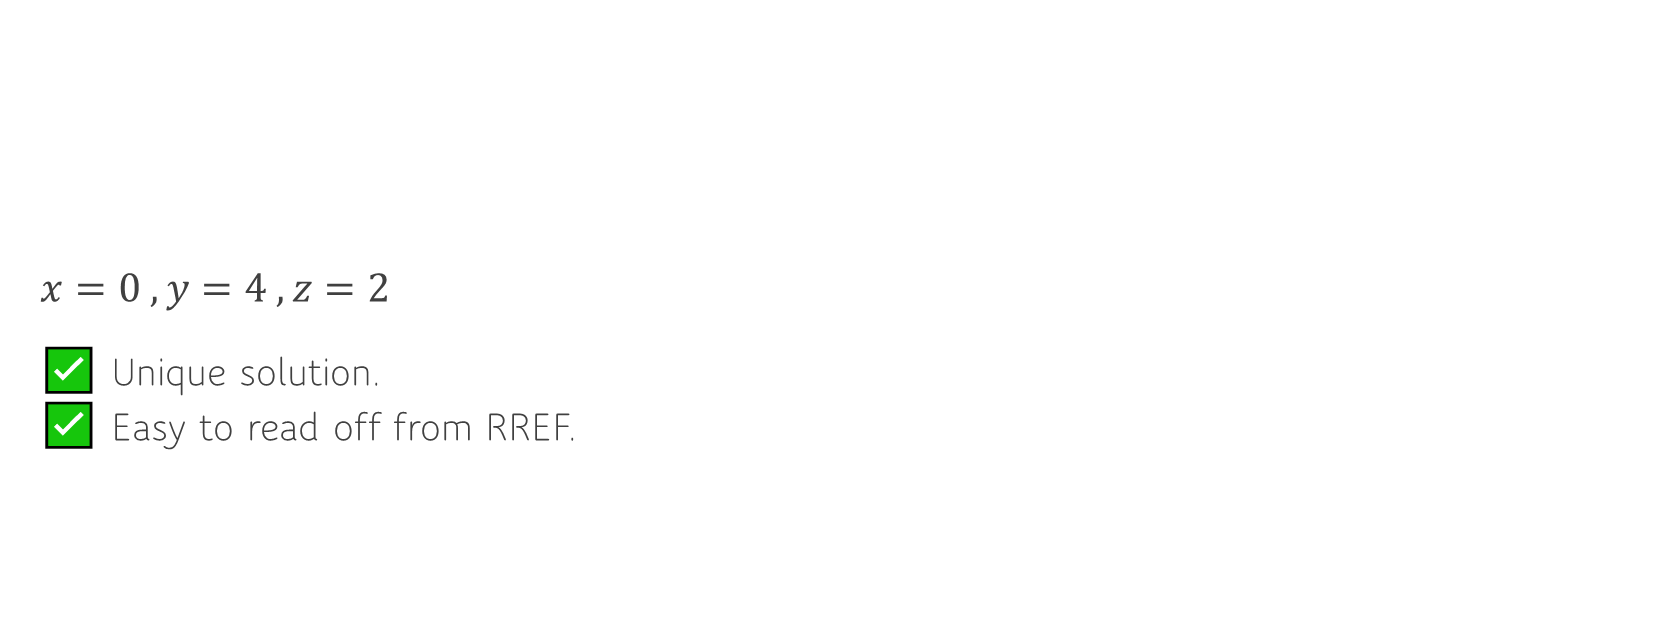 x = 0 , y = 4 , z = 2
Unique solution.
Easy to read off from RREF.